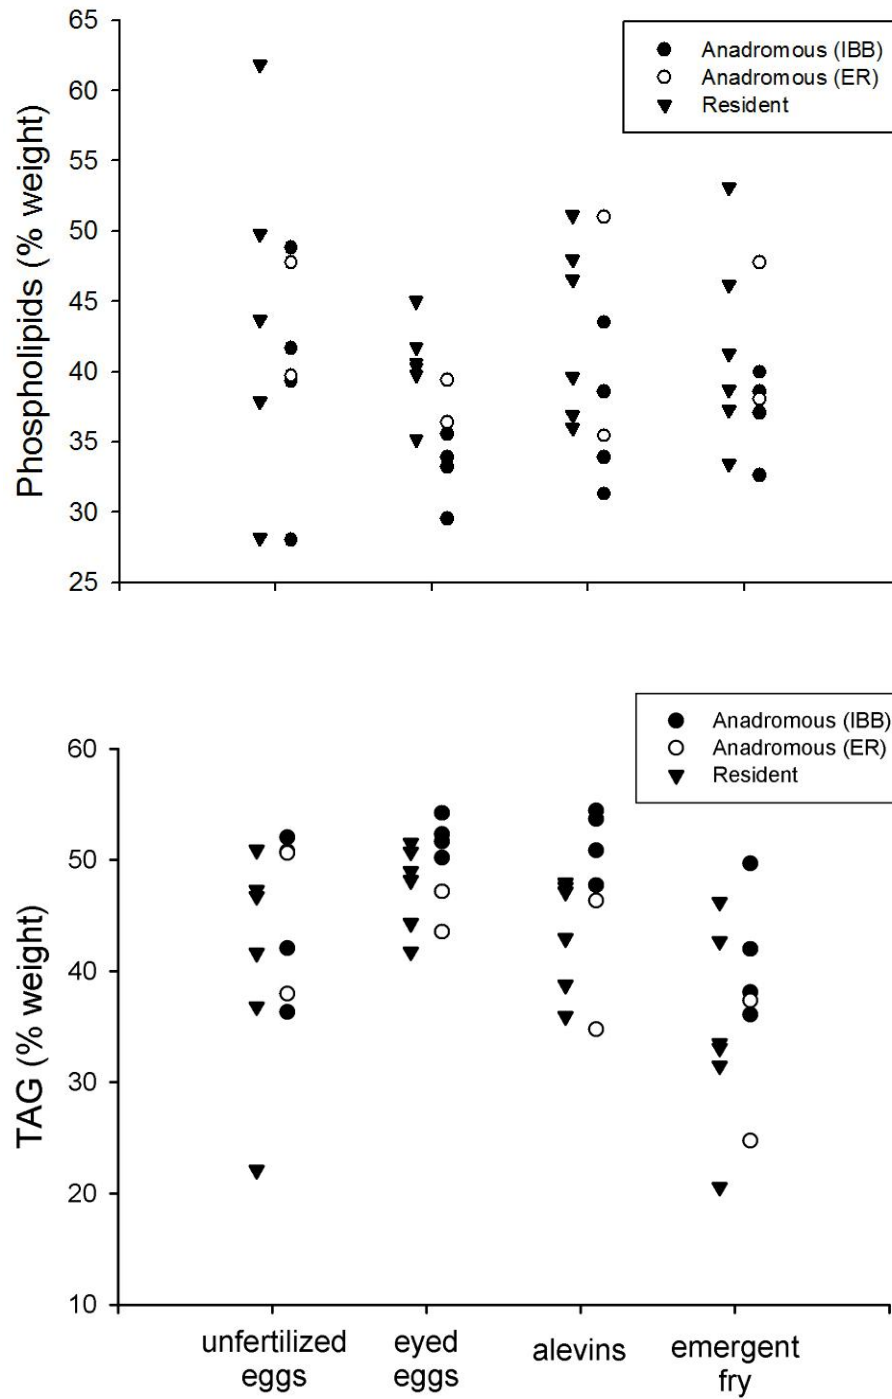 65
60
55
50
45
40
35
30
25
Phospholipids (% weight)
Anadromous (IBB)
Anadromous (ER)
Resident
60
50
40
30
20
10
TAG (% weight)
Anadromous (IBB)
Anadromous (ER)
Resident
unfertilized
eggs
eyed
eggs
alevins
emergent
fry